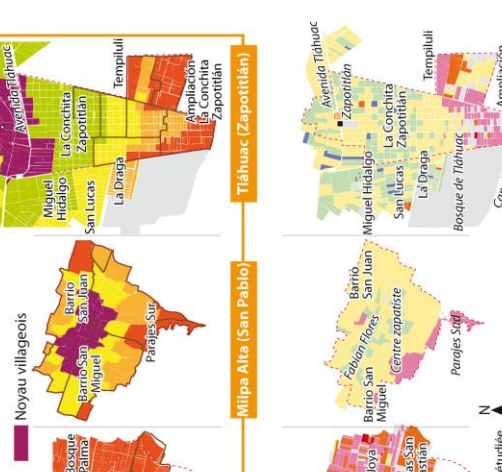 Avenida Tláhuac
La Conchita
Zapotitlán
Miguel
Hidalgo
San Lucas
La Draga
Tempiluli
Ampliación
La Conchita
Zapotitlán
Tláhuac (Zapotitlán)
Avenida Tláhuac
Zapotitlán
Miguel Hidalgo
La Conchita
Zapotitlán
San Lucas
La Draga
Tempiluli
Bosque de Tláhuac
Noyau villageois
Barrio
San Juan
Barrio San
Miguel
Parajes Sur
Milpa Alta (San Pablo)
Barrio
San Juan
Fabian Flores
Centre zapatiste
Barrio San
Miguel
Parajes Sud
Bosque
N